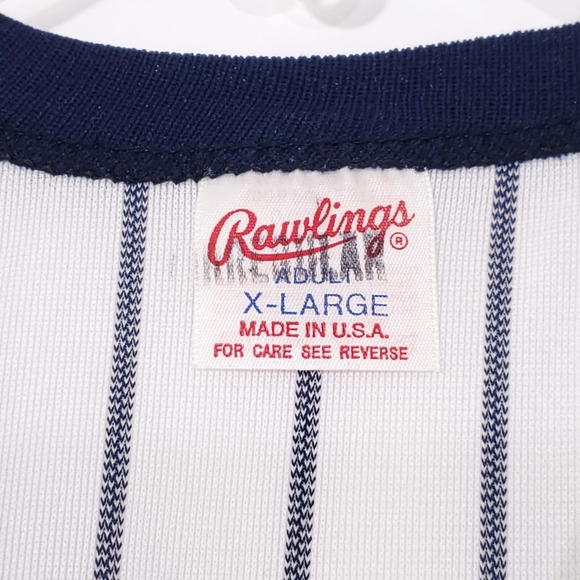 Rawlings®
ADULT
X-LARGE
MADE IN U.S.A.
FOR CARE SEE REVERSE